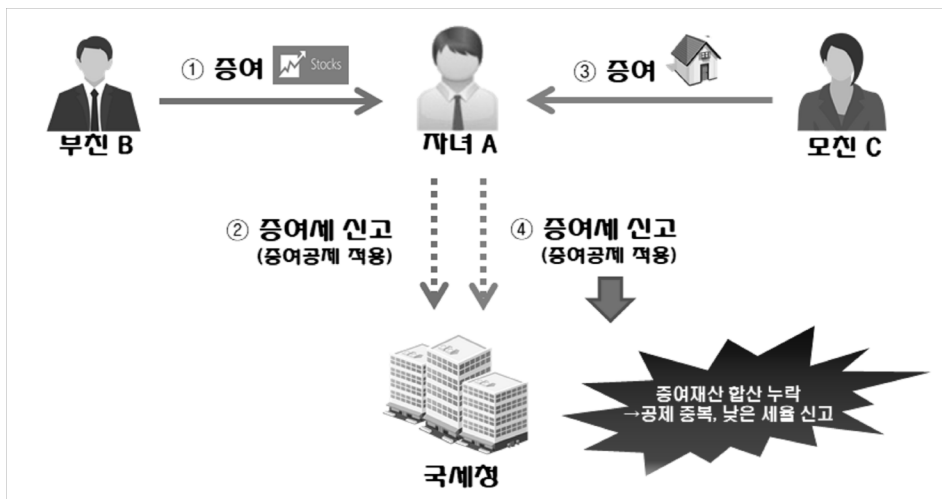 ① 증여 Stocks
③ 증여
부친 B
자녀 A
모친 C
② 증여세 신고
(증여공제 적용)
④ 증여세 신고
(증여공제 적용)
증여재산 합산 누락
→공제 중복, 낮은 세율 신고
국세청